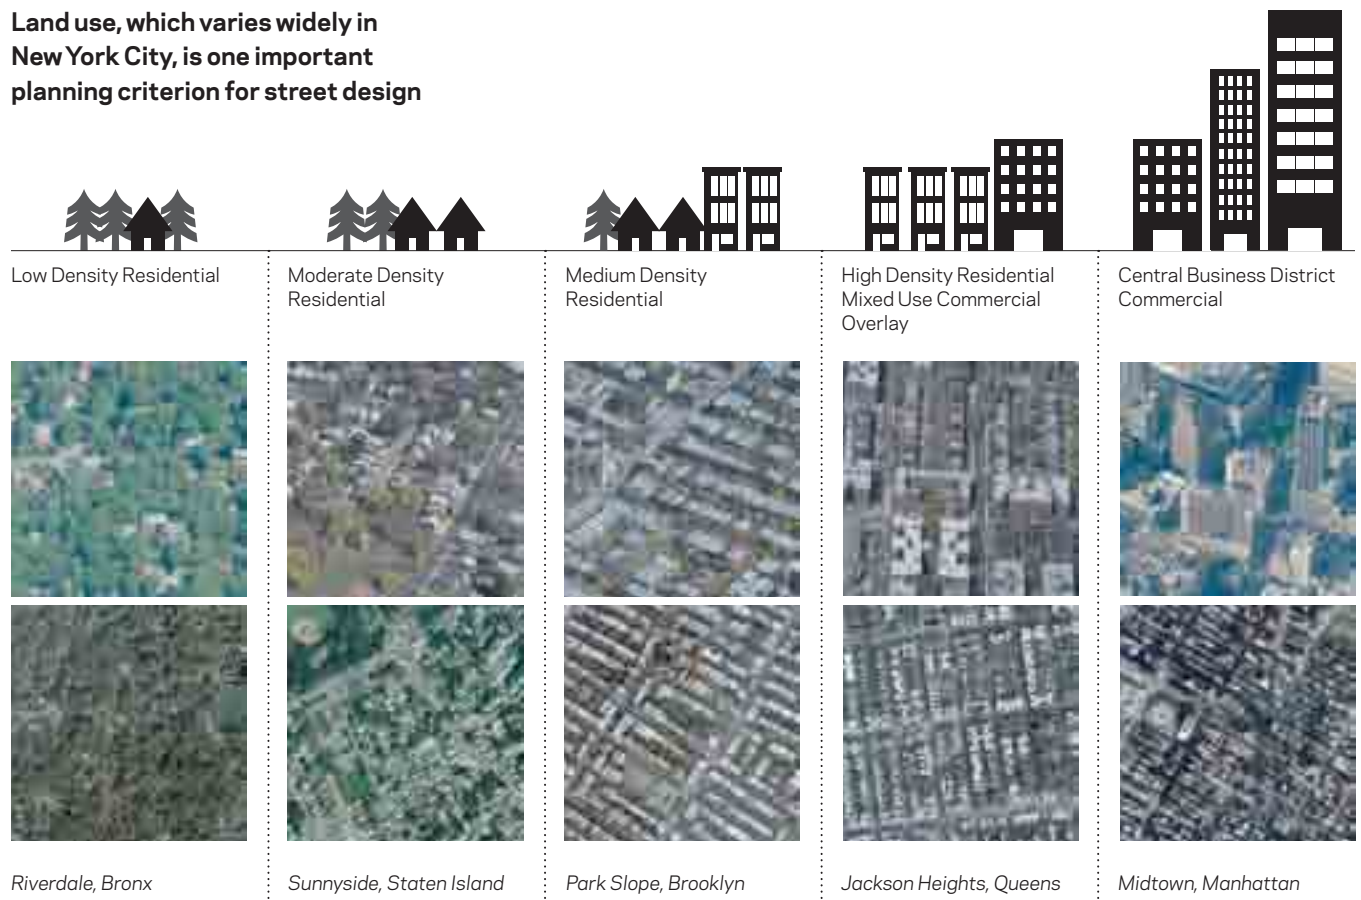 Land use, which varies widely in
New York City, is one important
planning criterion for street design
Low Density Residential
Moderate Density
Residential
Medium Density
Residential
High Density Residential
Mixed Use Commercial
Overlay
Central Business District
Commercial
Riverdale, Bronx
Sunnyside, Staten Island
Park Slope, Brooklyn
Jackson Heights, Queens
Midtown, Manhattan